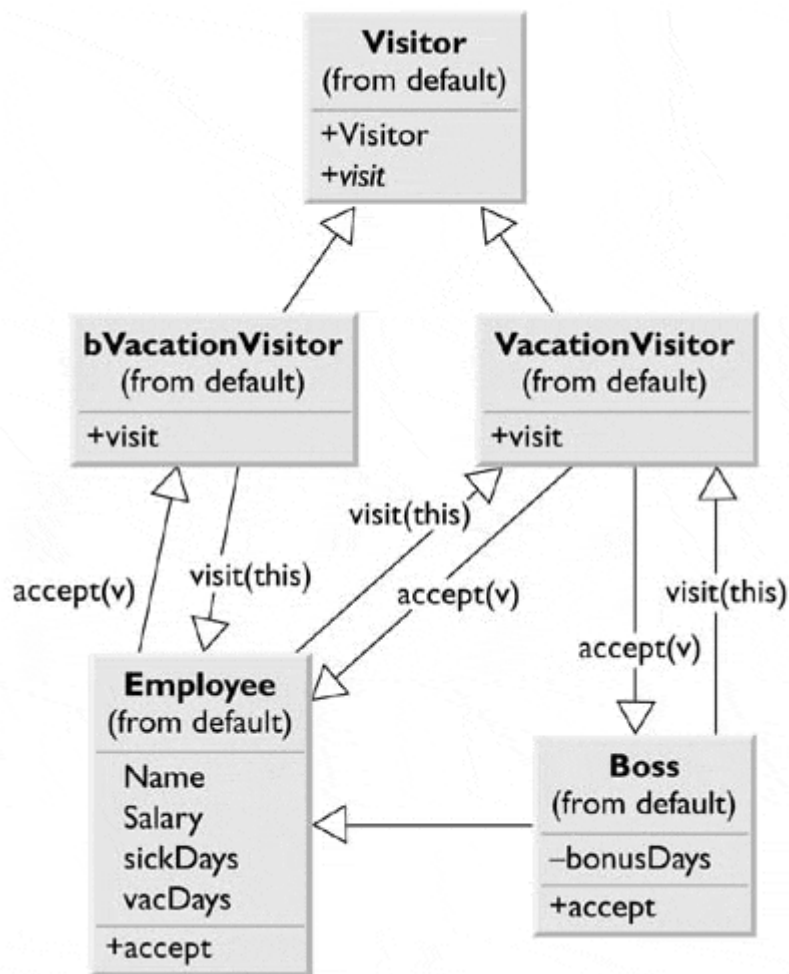 Visitor
(from default)
+Visitor
+visit
bVacationVisitor
(from default)
+visit
VacationVisitor
(from default)
+visit
visit(this)
accept(v)
visit(this)
accept(v)
visit(this)
accept(v)
Employee
(from default)
Name
Salary
sickDays
vacDays
+accept
Boss
(from default)
–bonusDays
+accept